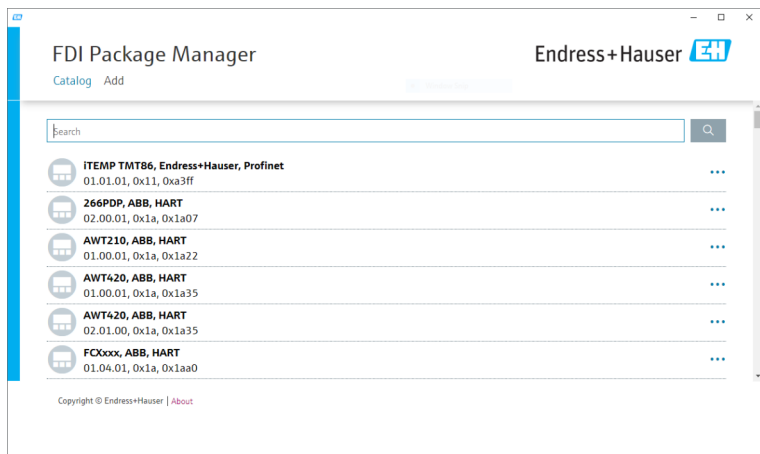 EH
FDI Package Manager
Endress+Hauser EH
Catalog Add
Search
iTEMP TMT86, Endress+Hauser, Profinet
01.01.01, 0x11, 0xa3ff
266PDP, ABB, HART
02.00.01, 0x1a, 0x1a07
AWT210, ABB, HART
01.00.01, 0x1a, 0x1a22
AWT420, ABB, HART
01.00.01, 0x1a, 0x1a35
AWT420, ABB, HART
02.01.00, 0x1a, 0x1a35
FCXxxx, ABB, HART
01.04.01, 0x1a, 0x1aa0
Copyright © Endress+Hauser | About